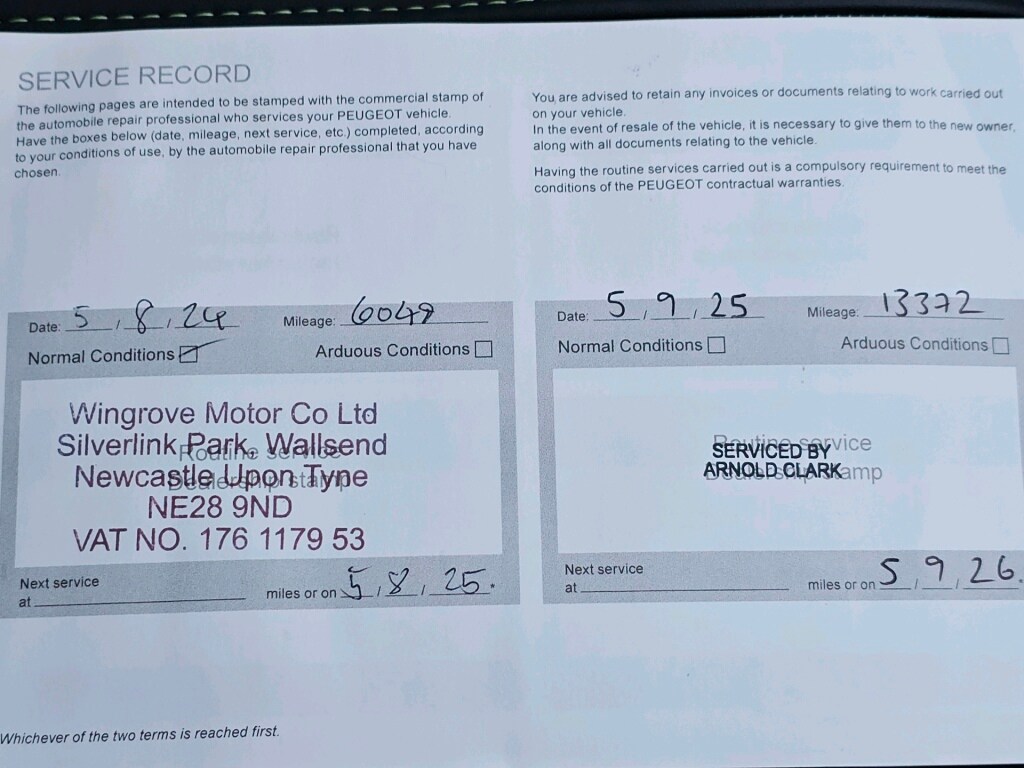 SERVICE RECORD
The following pages are intended to be stamped with the commercial stamp of
the automobile repair professional who services your PEUGEOT vehicle.
Have the boxes below (date, mileage, next service, etc.) completed, according
to your conditions of use, by the automobile repair professional that you have
chosen.
You are advised to retain any invoices or documents relating to work carried out
on your vehicle.
In the event of resale of the vehicle, it is necessary to give them to the new owner,
along with all documents relating to the vehicle.
Having the routine services carried out is a compulsory requirement to meet the
conditions of the PEUGEOT contractual warranties.
Date: 5, 8, 24 Mileage: 6049
Normal Conditions Arduous Conditions
Wingrove Motor Co Ltd
Silverlink Park, Wallsend
Newcastle Upon Tyne
NE28 9ND
VAT NO. 176 1179 53
Routine service
Dealership stamp
Next service
at miles or on 5, 8, 25.
Date: 5, 9, 25 Mileage: 13372
Normal Conditions Arduous Conditions
SERVICED BY
ARNOLD CLARK
Routine service
Dealership stamp
Next service
at miles or on 5, 9, 26.
Whichever of the two terms is reached first.